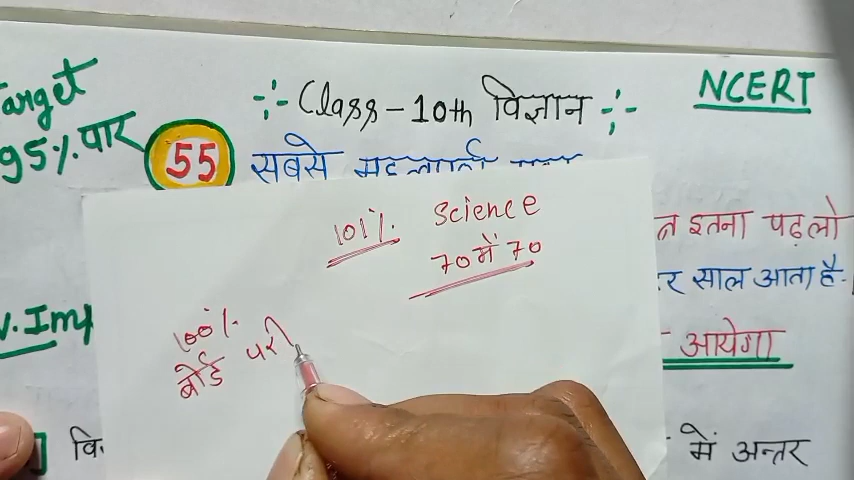 Target
95% पार
-:- Class-10th विज्ञान -:-
NCERT
55 सबसे
त इतना पढ़लो
101%. Science
70 में 70
र साल आता है.
V. Imp
आयेगा
100%.
बोर्ड परी
वि
में अन्तर